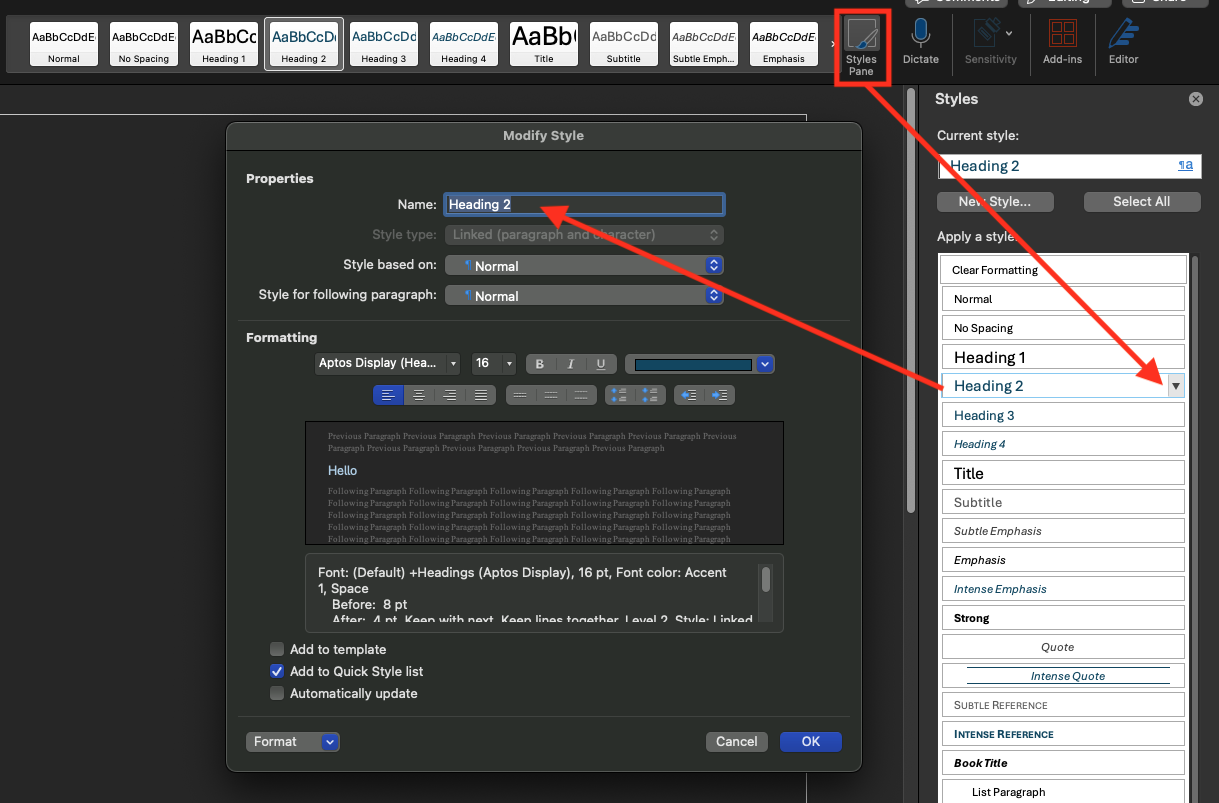 Comments
Editing
Share
AaBbCcDdE
AaBbCcDdE
AaBbCc
AaBbCcD
AaBbCcDd
AaBbCcDdE
AaBb(
AaBbCcDd
AaBbCcDdE
AaBbCcDdE
Normal
No Spacing
Heading 1
Heading 2
Heading 3
Heading 4
Title
Subtitle
Subtle Emph...
Emphasis
Styles
Pane
Dictate
Sensitivity
Add-ins
Editor
Styles
Current style:
Heading 2
¶a
New Style...
Select All
Apply a style:
Clear Formatting
Normal
No Spacing
Heading 1
Heading 2
Heading 3
Heading 4
Title
Subtitle
Subtle Emphasis
Emphasis
Intense Emphasis
Strong
Quote
Intense Quote
SUBTLE REFERENCE
INTENSE REFERENCE
Book Title
List Paragraph
Modify Style
Properties
Name: Heading 2
Style type: Linked (paragraph and character)
Style based on: ¶ Normal
Style for following paragraph: ¶ Normal
Formatting
Aptos Display (Hea... 16 B I U
Previous Paragraph Previous Paragraph Previous Paragraph Previous Paragraph Previous Paragraph Previous
Paragraph Previous Paragraph Previous Paragraph Previous Paragraph Previous Paragraph
Hello
Following Paragraph Following Paragraph Following Paragraph Following Paragraph Following Paragraph
Following Paragraph Following Paragraph Following Paragraph Following Paragraph Following Paragraph
Following Paragraph Following Paragraph Following Paragraph Following Paragraph Following Paragraph
Following Paragraph Following Paragraph Following Paragraph Following Paragraph Following Paragraph
Following Paragraph Following Paragraph Following Paragraph Following Paragraph Following Paragraph
Font: (Default) +Headings (Aptos Display), 16 pt, Font color: Accent
1, Space
Before: 8 pt
After: 4 pt, Keep with next, Keep lines together, Level 2, Style: Linked
Add to template
Add to Quick Style list
Automatically update
Format
Cancel
OK